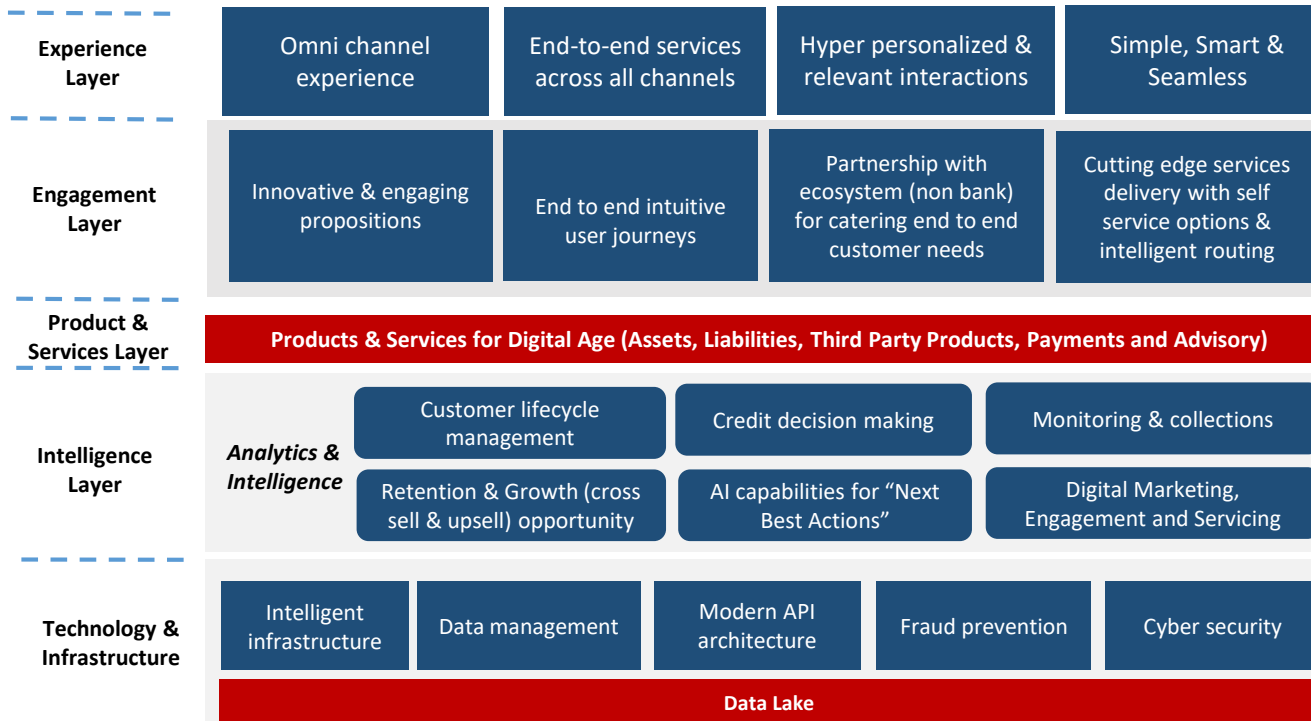 Experience
Layer
Omni channel
experience
End-to-end services
across all channels
Hyper personalized &
relevant interactions
Simple, Smart &
Seamless
Engagement
Layer
Innovative & engaging
propositions
End to end intuitive
user journeys
Partnership with
ecosystem (non bank)
for catering end to end
customer needs
Cutting edge services
delivery with self
service options &
intelligent routing
Product &
Services Layer
Products & Services for Digital Age (Assets, Liabilities, Third Party Products, Payments and Advisory)
Intelligence
Layer
Analytics &
Intelligence
Customer lifecycle
management
Credit decision making
Monitoring & collections
Retention & Growth (cross
sell & upsell) opportunity
AI capabilities for “Next
Best Actions”
Digital Marketing,
Engagement and Servicing
Technology &
Infrastructure
Intelligent
infrastructure
Data management
Modern API
architecture
Fraud prevention
Cyber security
Data Lake